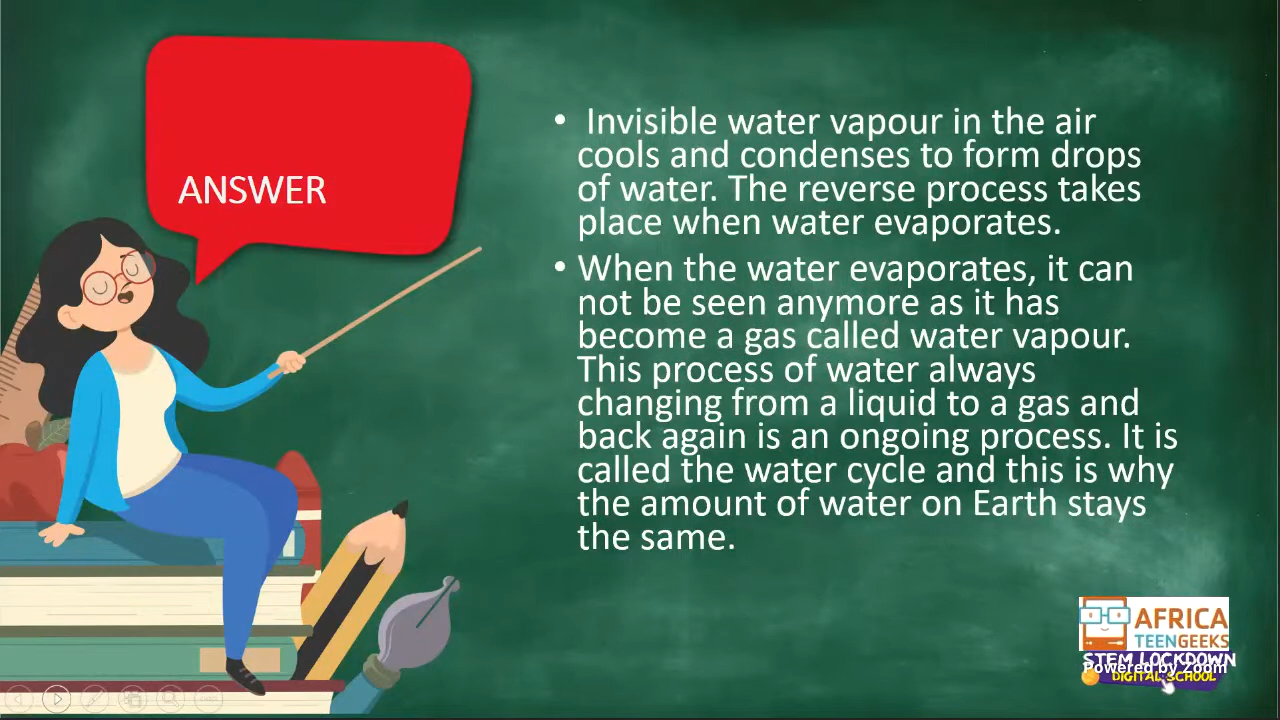 ANSWER
• Invisible water vapour in the air
cools and condenses to form drops
of water. The reverse process takes
place when water evaporates.
• When the water evaporates, it can
not be seen anymore as it has
become a gas called water vapour.
This process of water always
changing from a liquid to a gas and
back again is an ongoing process. It is
called the water cycle and this is why
the amount of water on Earth stays
the same.
AFRICA
TEENGEEKS
STEM LOCKDOWN
Powered by Zoom
DIGITAL SCHOOL